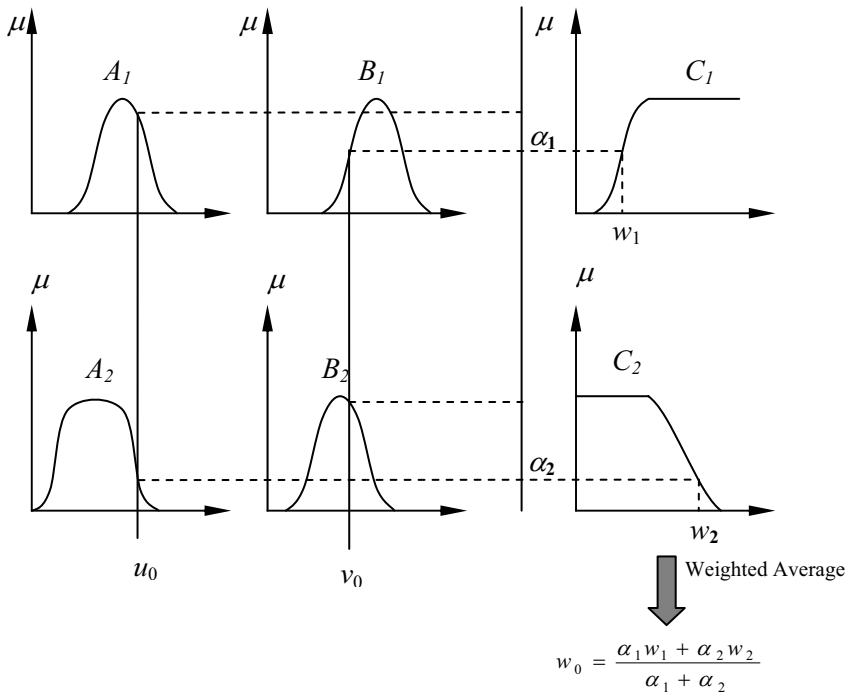 μ μ μ
A₁ B₁ C₁
α₁
w₁
μ μ μ
A₂ B₂ C₂
α₂
w₂
u₀ v₀
Weighted Average
w₀ = (α₁w₁ + α₂w₂) / (α₁ + α₂)